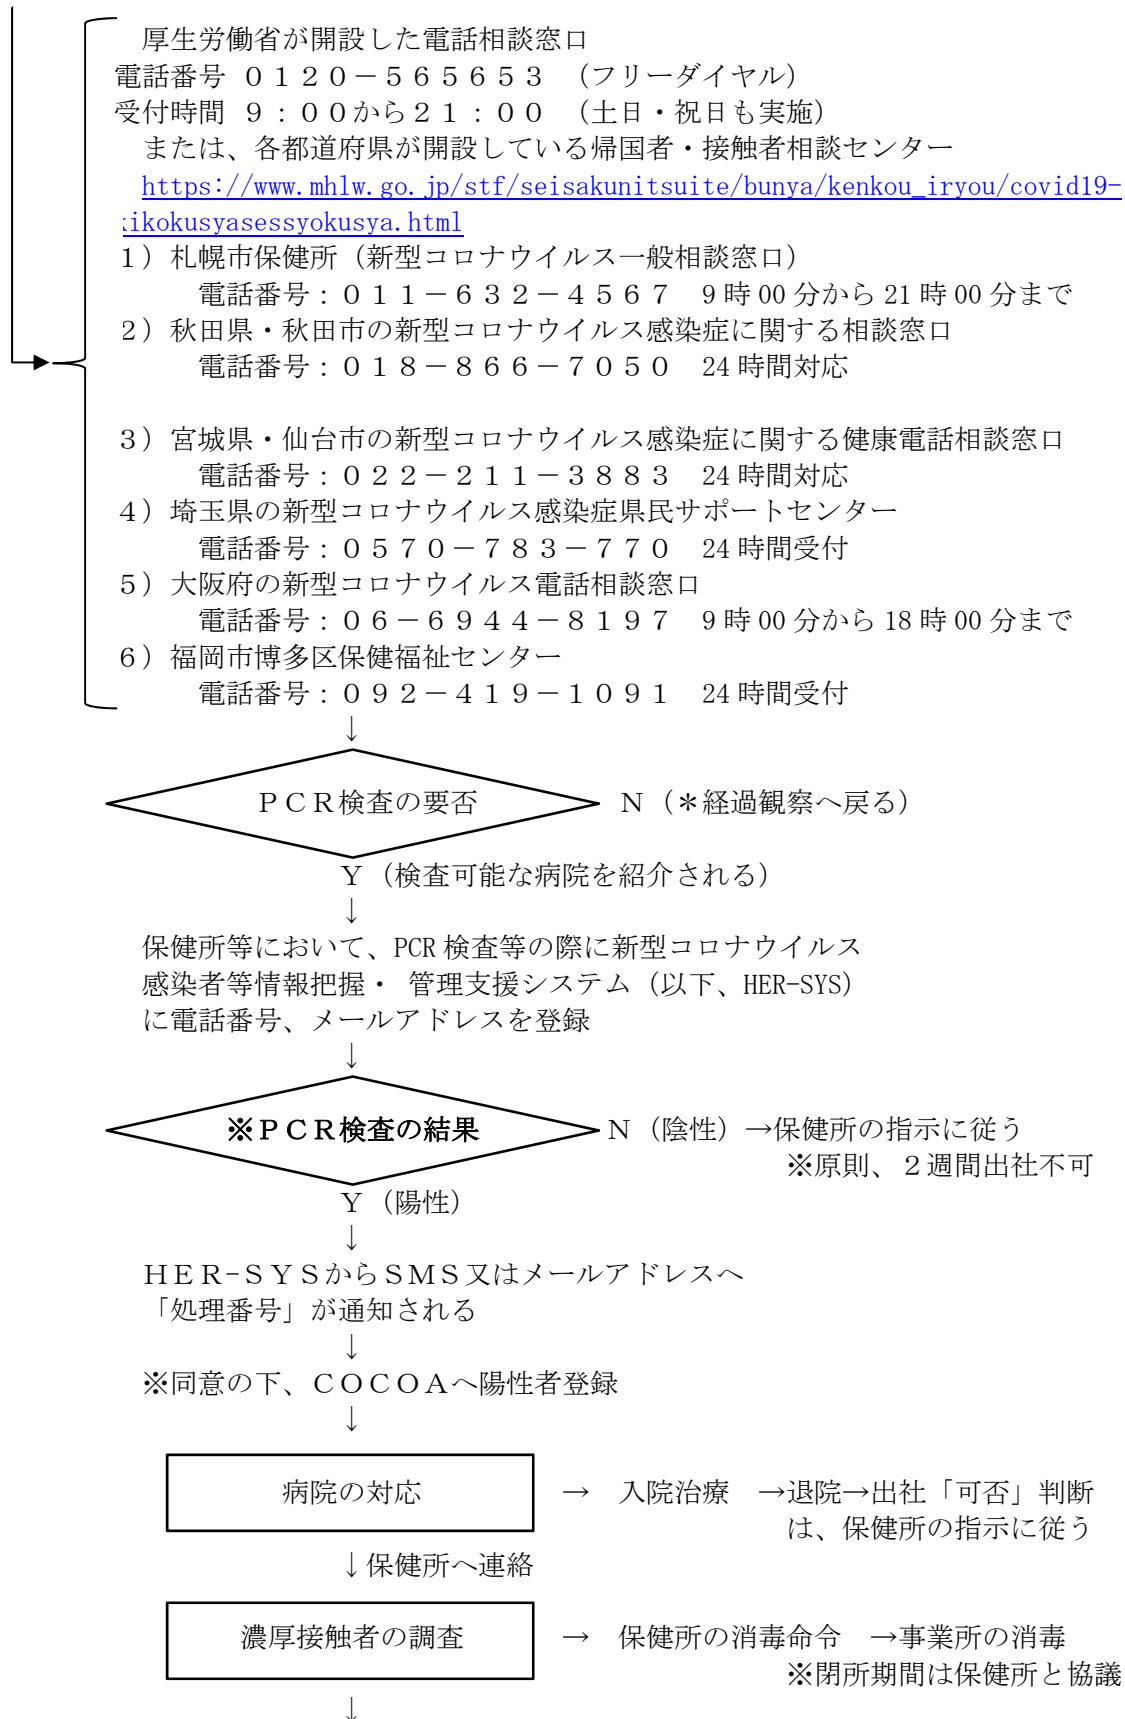 厚生労働省が開設した電話相談窓口
電話番号 ０１２０－５６５６５３ （フリーダイヤル）
受付時間 ９：００から２１：００ （土日・祝日も実施）
または、各都道府県が開設している帰国者・接触者相談センター
https://www.mhlw.go.jp/stf/seisakunitsuite/bunya/kenkou_iryou/covid19-
kikokusyasessyokusya.html
１）札幌市保健所（新型コロナウイルス一般相談窓口）
電話番号：０１１－６３２－４５６７ 9時00分から21時00分まで
２）秋田県・秋田市の新型コロナウイルス感染症に関する相談窓口
電話番号：０１８－８６６－７０５０ 24時間対応
３）宮城県・仙台市の新型コロナウイルス感染症に関する健康電話相談窓口
電話番号：０２２－２１１－３８８３ 24時間対応
４）埼玉県の新型コロナウイルス感染症県民サポートセンター
電話番号：０５７０－７８３－７７０ 24時間受付
５）大阪府の新型コロナウイルス電話相談窓口
電話番号：０６－６９４４－８１９７ 9時00分から18時00分まで
６）福岡市博多区保健福祉センター
電話番号：０９２－４１９－１０９１ 24時間受付
↓
ＰＣＲ検査の要否 Ｎ（＊経過観察へ戻る）
Ｙ（検査可能な病院を紹介される）
↓
保健所等において、PCR検査等の際に新型コロナウイルス
感染者等情報把握・ 管理支援システム（以下、HER-SYS）
に電話番号、メールアドレスを登録
↓
※ＰＣＲ検査の結果 Ｎ（陰性）→保健所の指示に従う
※原則、２週間出社不可
Ｙ（陽性）
↓
ＨＥＲ-ＳＹＳからＳＭＳ又はメールアドレスへ
「処理番号」が通知される
↓
※同意の下、ＣＯＣＯＡへ陽性者登録
↓
病院の対応 → 入院治療 →退院→出社「可否」判断
は、保健所の指示に従う
↓保健所へ連絡
濃厚接触者の調査 → 保健所の消毒命令 →事業所の消毒
※閉所期間は保健所と協議
↓